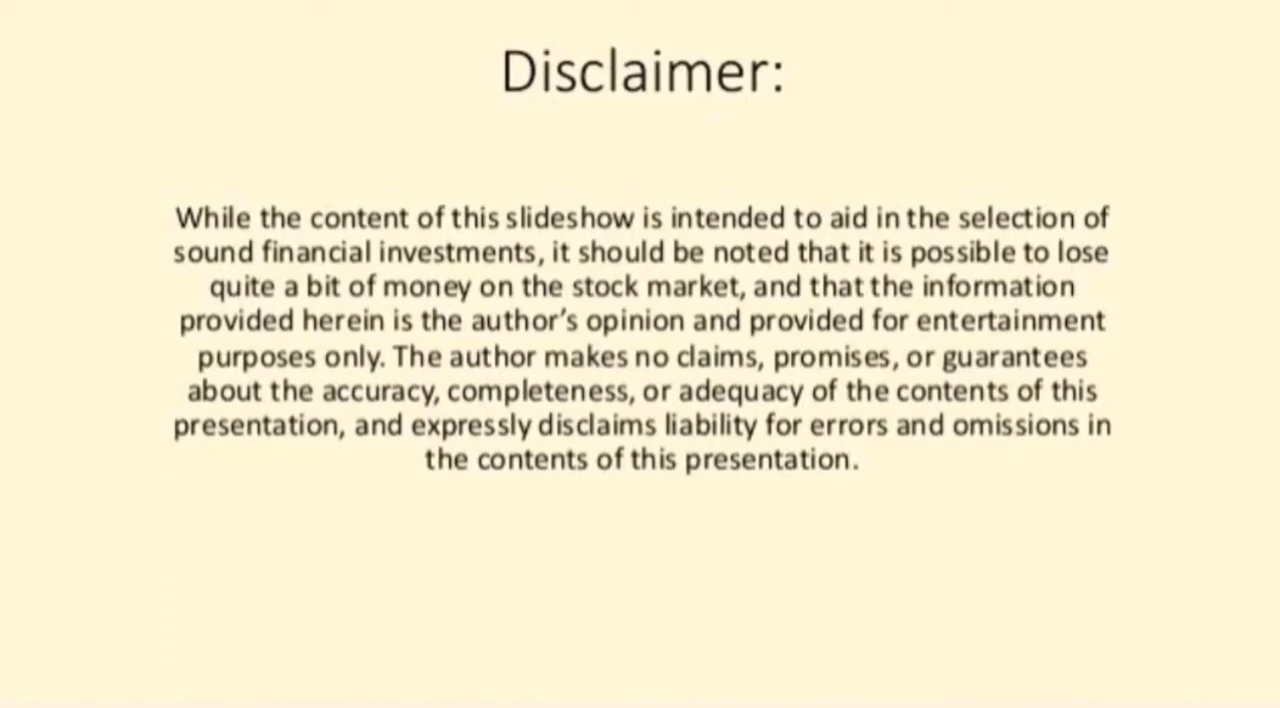 Disclaimer:
While the content of this slideshow is intended to aid in the selection of
sound financial investments, it should be noted that it is possible to lose
quite a bit of money on the stock market, and that the information
provided herein is the author’s opinion and provided for entertainment
purposes only. The author makes no claims, promises, or guarantees
about the accuracy, completeness, or adequacy of the contents of this
presentation, and expressly disclaims liability for errors and omissions in
the contents of this presentation.